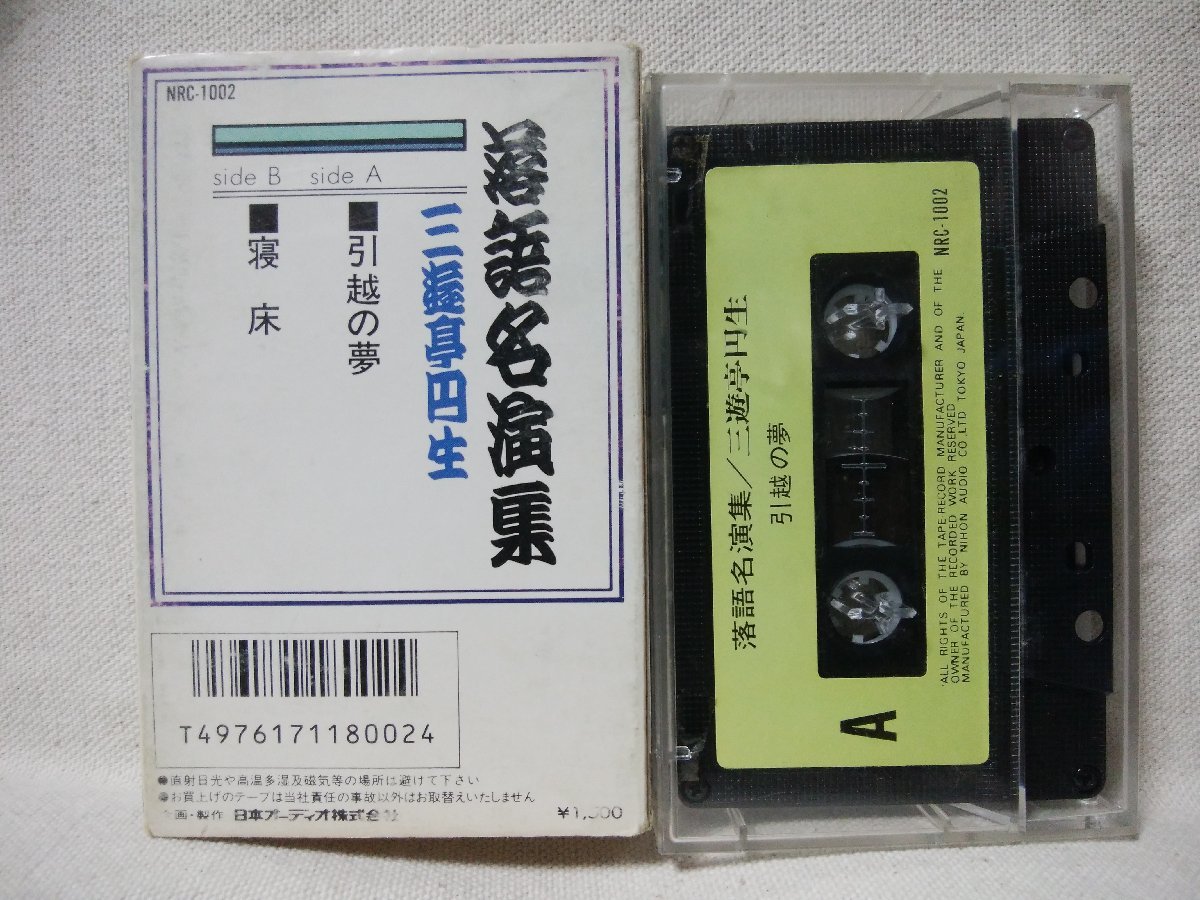 NRC-1002
side B side A
落語名演集
三遊亭円生
■引越の夢
■寝床
T4976171180024
●直射日光や高温多湿及磁気等の場所は避けて下さい
●お買上げのテープは当社責任の事故以外はお取替えいたしません
企画・製作 日本オーディオ株式会社
¥1,500
落語名演集／三遊亭円生
引越の夢
A
NRC-1002
ALL RIGHTS OF THE TAPE-RECORD MANUFACTURER AND OF THE
OWNER OF THE RECORDED WORK RESERVED
MANUFACTURED BY NIHON AUDIO CO.,LTD TOKYO JAPAN.